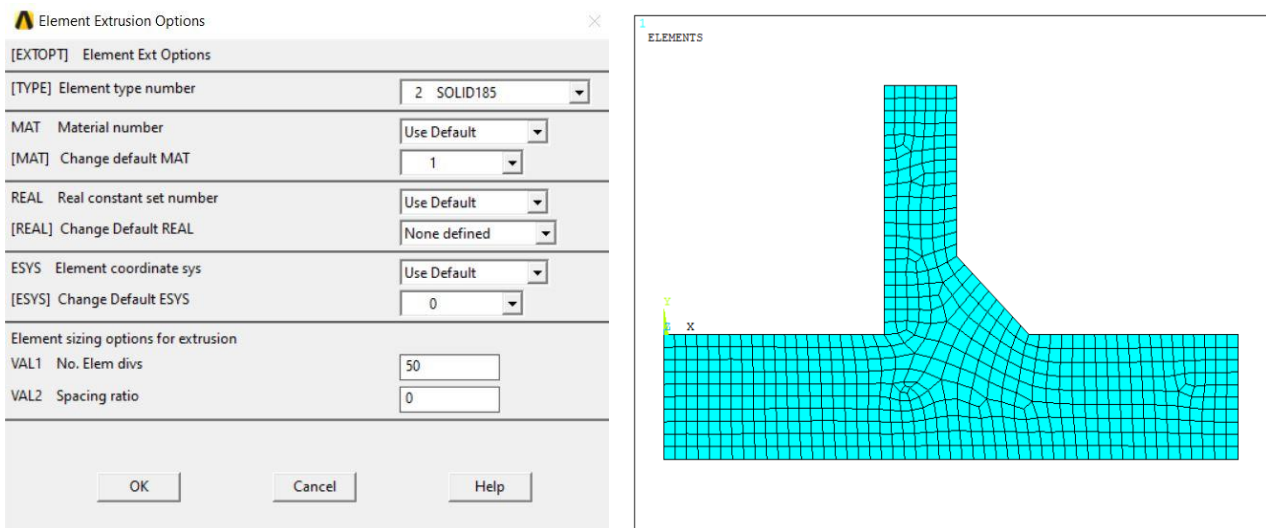 Element Extrusion Options
[EXTOPT] Element Ext Options
[TYPE] Element type number 2 SOLID185
MAT Material number Use Default
[MAT] Change default MAT 1
REAL Real constant set number Use Default
[REAL] Change Default REAL None defined
ESYS Element coordinate sys Use Default
[ESYS] Change Default ESYS 0
Element sizing options for extrusion
VAL1 No. Elem divs 50
VAL2 Spacing ratio 0
OK Cancel Help
1
ELEMENTS
Y
X